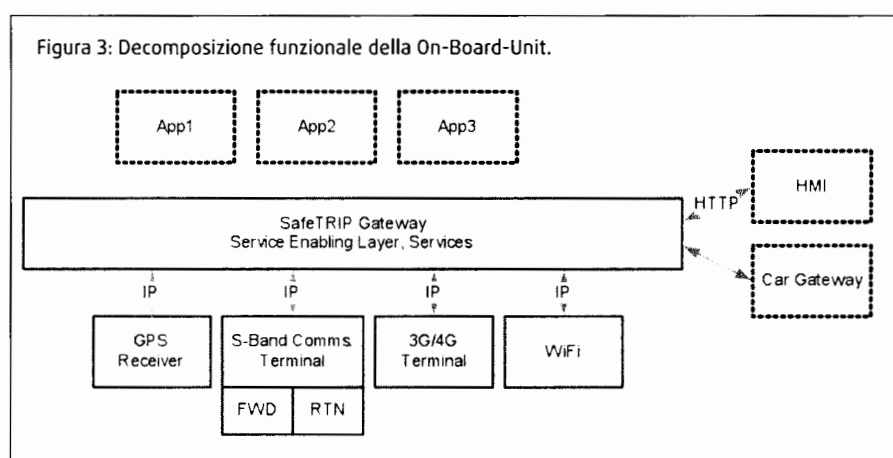 Figura 3: Decomposizione funzionale della On-Board-Unit.
App1
App2
App3
HMI
HTTP
SafeTRIP Gateway
Service Enabling Layer, Services
Car Gateway
IP
IP
IP
IP
GPS
Receiver
S-Band Comms.
Terminal
3G/4G
Terminal
WiFi
FWD
RTN